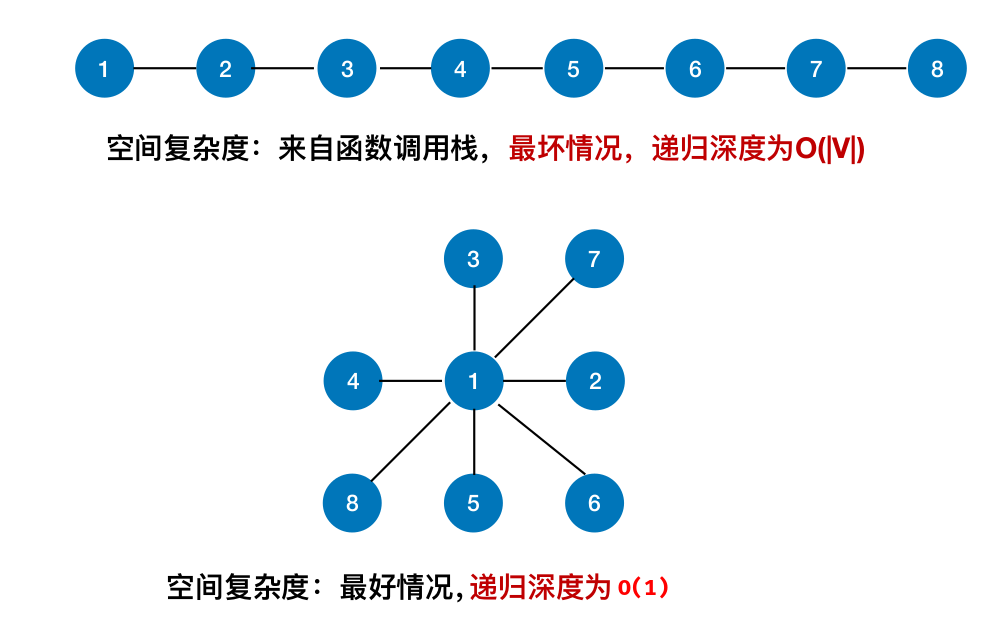 1 2 3 4 5 6 7 8
空间复杂度：来自函数调用栈，最坏情况，递归深度为O(|V|)
3 7
4 1 2
8 5 6
空间复杂度：最好情况，递归深度为 O(1)